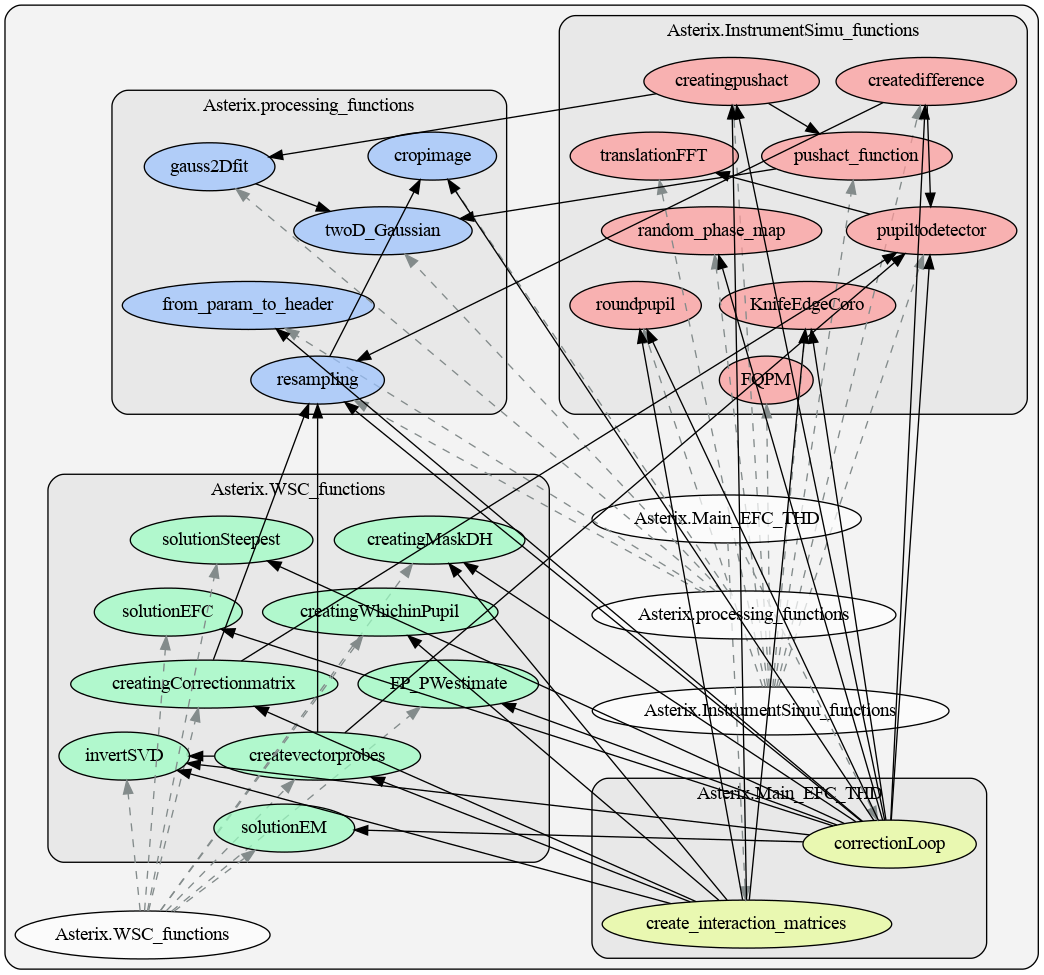 Asterix.InstrumentSimu_functions
creatingpushact
createdifference
translationFFT
pushact_function
random_phase_map
pupiltodetector
roundpupil
KnifeEdgeCoro
FQPM
Asterix.processing_functions
gauss2Dfit
cropimage
twoD_Gaussian
from_param_to_header
resampling
Asterix.WSC_functions
solutionSteepest
creatingMaskDH
solutionEFC
creatingWhichinPupil
creatingCorrectionmatrix
FP_PWestimate
invertSVD
createvectorprobes
solutionEM
Asterix.Main_EFC_THD
Asterix.processing_functions
Asterix.InstrumentSimu_functions
Asterix.Main_EFC_THD
correctionLoop
create_interaction_matrices
Asterix.WSC_functions